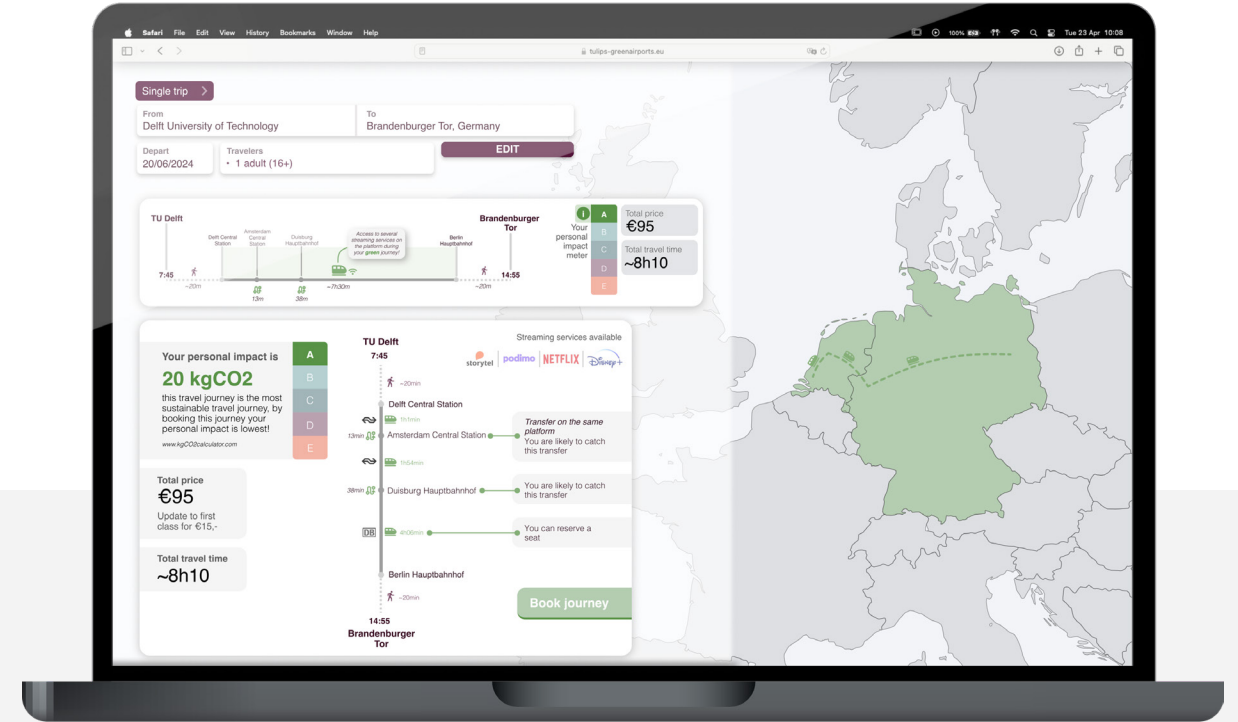 Safari File Edit View History Bookmarks Window Help
100% Tue 23 Apr 10:08
tulips-greenairports.eu
Single trip
From
Delft University of Technology
To
Brandenburger Tor, Germany
Depart
20/06/2024
Travelers
• 1 adult (16+)
EDIT
TU Delft
7:45
~20m
Delft Central
Station
Amsterdam
Central
Station
13m
Duisburg
Hauptbahnhof
38m
Access to several
streaming services on
the platform during
your green journey!
~7h30m
Berlin
Hauptbahnhof
~20m
Brandenburger
Tor
14:55
i
Your
personal
impact
meter
A
B
C
D
E
Total price
€95
Total travel time
~8h10
Your personal impact is
20 kgCO2
this travel journey is the most
sustainable travel journey, by
booking this journey your
personal impact is lowest!
www.kgCO2calculator.com
A
B
C
D
E
Total price
€95
Update to first
class for €15,-
Total travel time
~8h10
TU Delft
7:45
~20min
Delft Central Station
1h1min
13min Amsterdam Central Station
1h54min
38min Duisburg Hauptbahnhof
DB 4h06min
Berlin Hauptbahnhof
~20min
14:55
Brandenburger
Tor
Streaming services available
storytel podimo NETFLIX Disney+
Transfer on the same
platform
You are likely to catch
this transfer
You are likely to catch
this transfer
You can reserve a
seat
Book journey